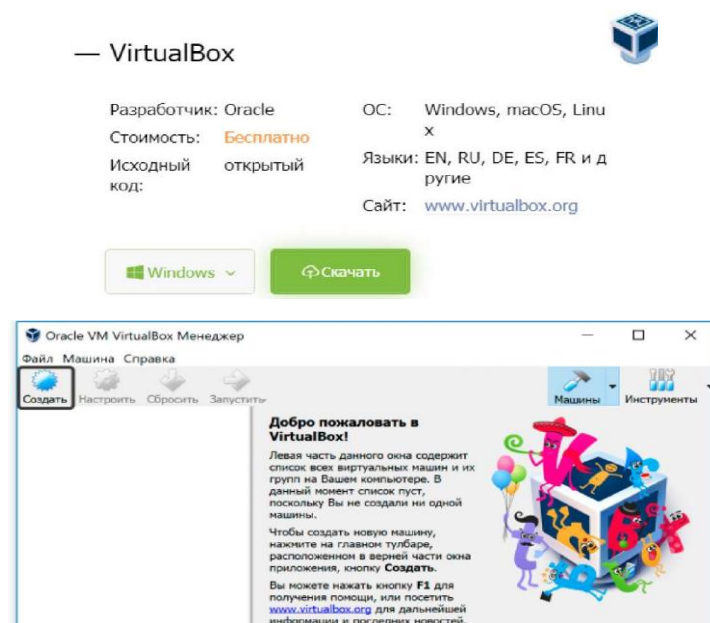 — VirtualBox
Разработчик: Oracle
Стоимость: Бесплатно
Исходный открытый
код:
ОС: Windows, macOS, Linu
x
Языки: EN, RU, DE, ES, FR и д
ругие
Сайт: www.virtualbox.org
Windows
Скачать
Oracle VM VirtualBox Менеджер
Файл Машина Справка
Создать Настроить Сбросить Запустить
Машины Инструменты
Добро пожаловать в
VirtualBox!
Левая часть данного окна содержит
список всех виртуальных машин и их
групп на Вашем компьютере. В
данный момент список пуст,
поскольку Вы не создали ни одной
машины.
Чтобы создать новую машину,
нажмите на главном тулбаре,
расположенном в верней части окна
приложения, кнопку Создать.
Вы можете нажать кнопку F1 для
получения помощи, или посетить
www.virtualbox.org для дальнейшей
информации и последних новостей.